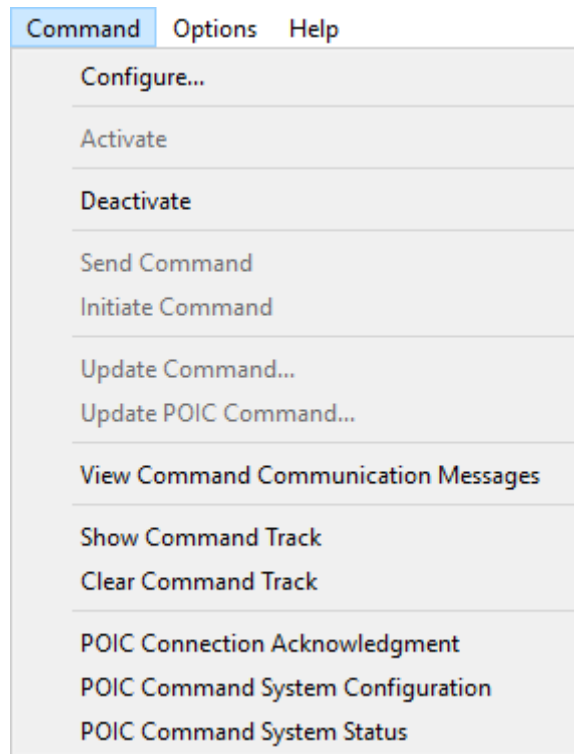 Command Options Help
Configure...
Activate
Deactivate
Send Command
Initiate Command
Update Command...
Update POIC Command...
View Command Communication Messages
Show Command Track
Clear Command Track
POIC Connection Acknowledgment
POIC Command System Configuration
POIC Command System Status